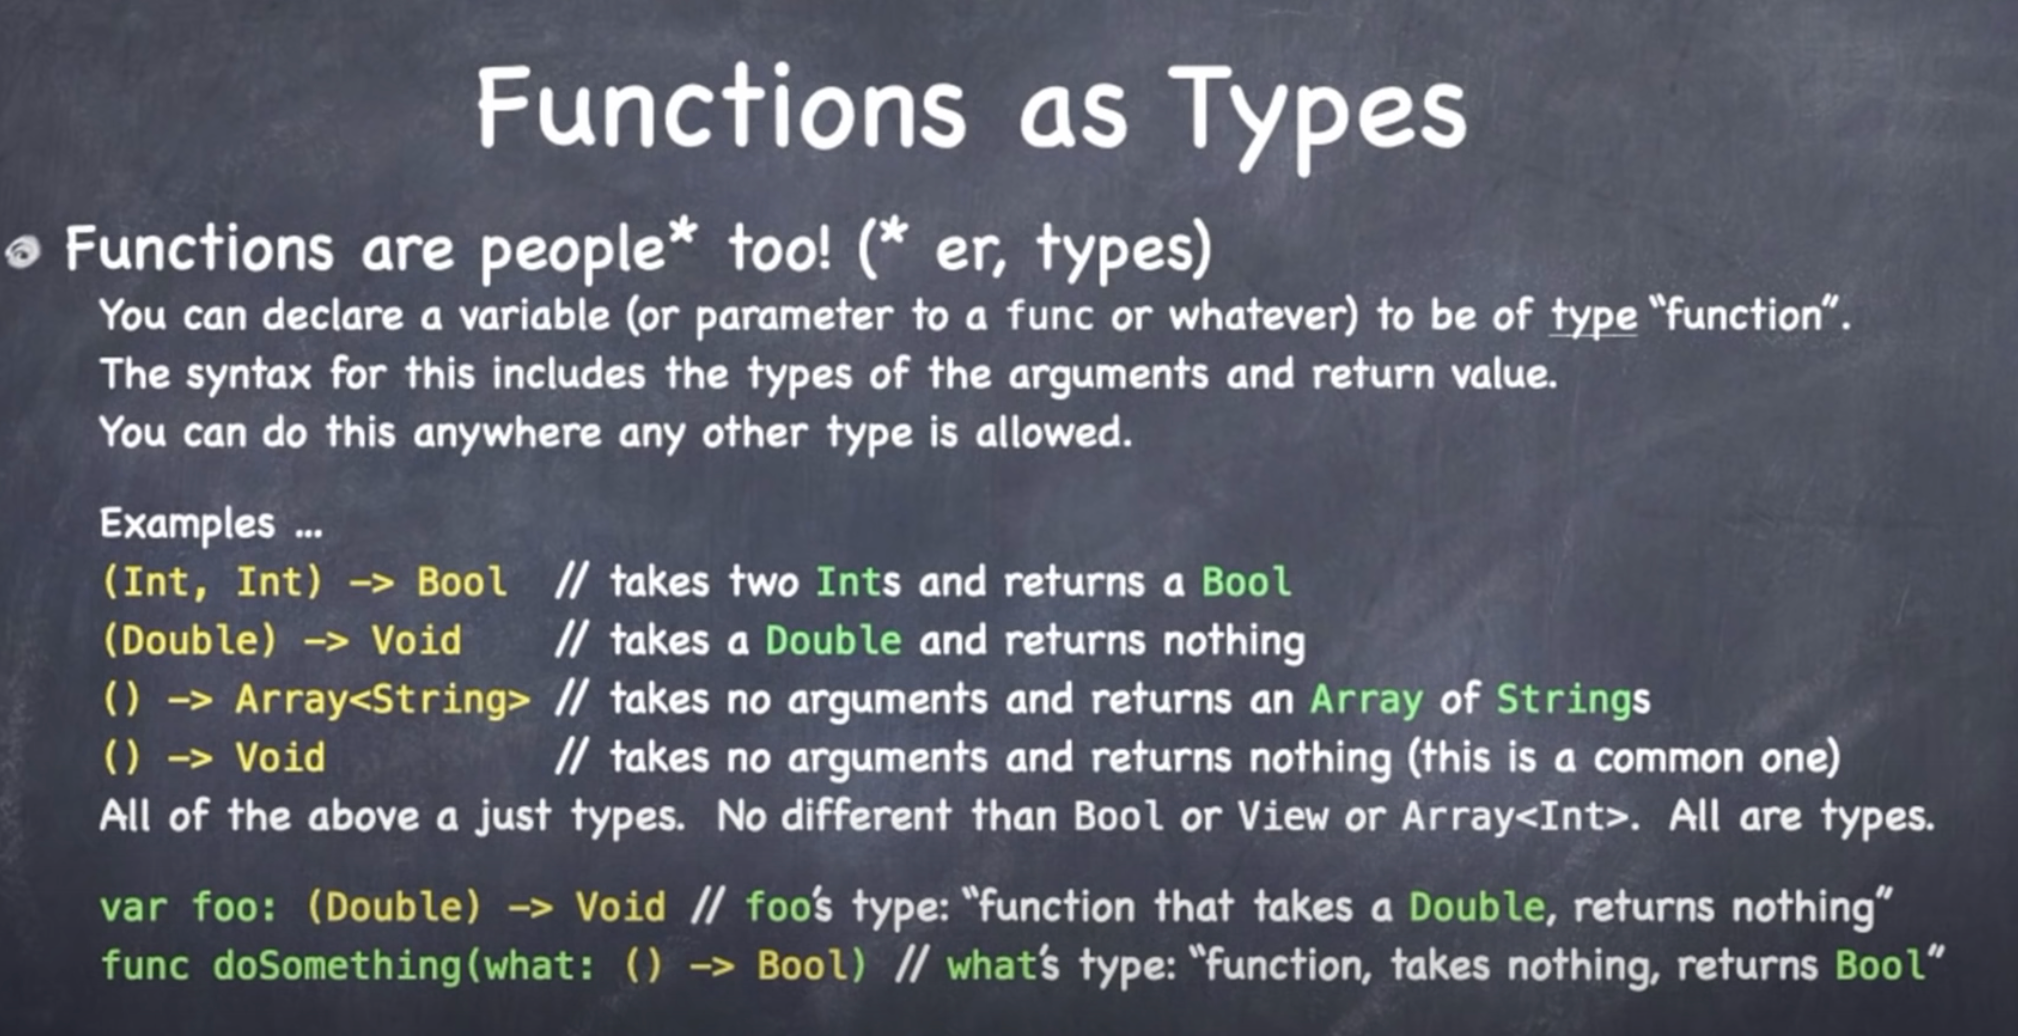 Functions as Types
Functions are people* too! (* er, types)
You can declare a variable (or parameter to a func or whatever) to be of type “function”.
The syntax for this includes the types of the arguments and return value.
You can do this anywhere any other type is allowed.
Examples ...
(Int, Int) -> Bool // takes two Ints and returns a Bool
(Double) -> Void // takes a Double and returns nothing
() -> Array<String> // takes no arguments and returns an Array of Strings
() -> Void // takes no arguments and returns nothing (this is a common one)
All of the above a just types. No different than Bool or View or Array<Int>. All are types.
var foo: (Double) -> Void // foo’s type: “function that takes a Double, returns nothing”
func doSomething(what: () -> Bool) // what’s type: “function, takes nothing, returns Bool”